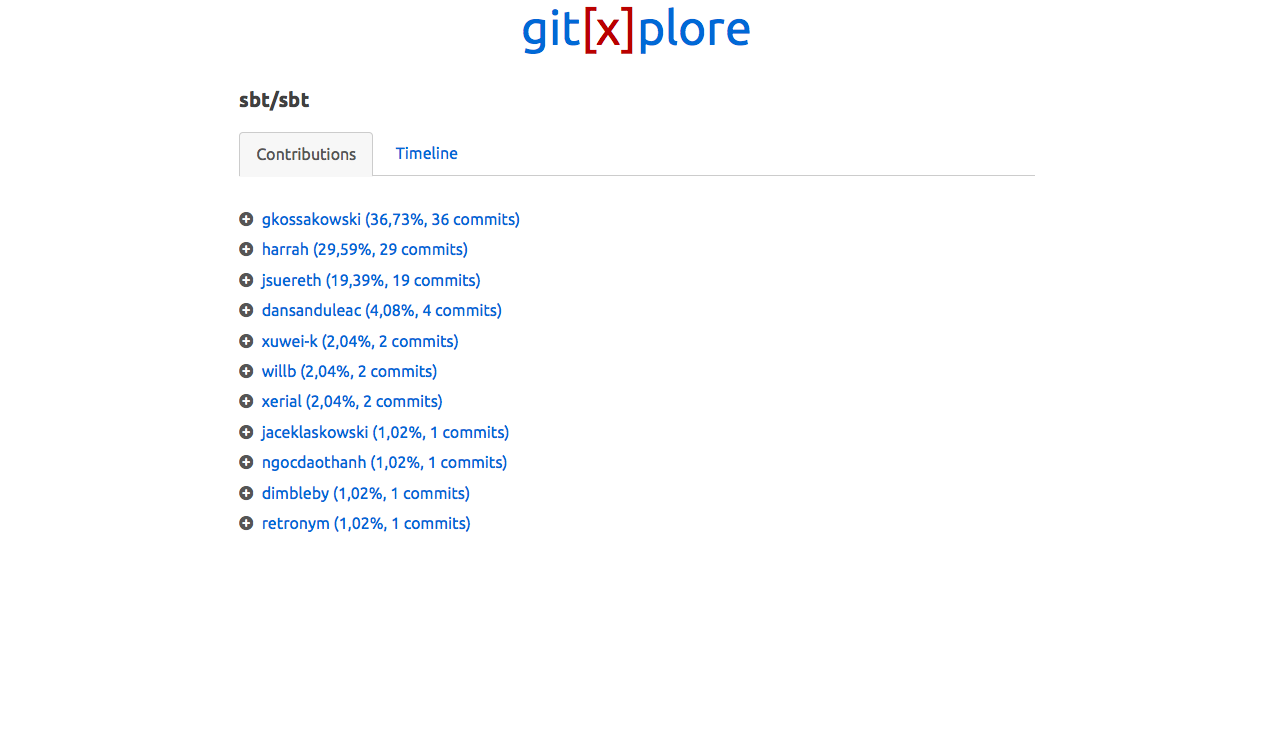 git[x]plore
sbt/sbt
Contributions Timeline
gkossakowski (36,73%, 36 commits)
harrah (29,59%, 29 commits)
jsuereth (19,39%, 19 commits)
dansanduleac (4,08%, 4 commits)
xuwei-k (2,04%, 2 commits)
willb (2,04%, 2 commits)
xerial (2,04%, 2 commits)
jaceklaskowski (1,02%, 1 commits)
ngocdaothanh (1,02%, 1 commits)
dimbleby (1,02%, 1 commits)
retronym (1,02%, 1 commits)